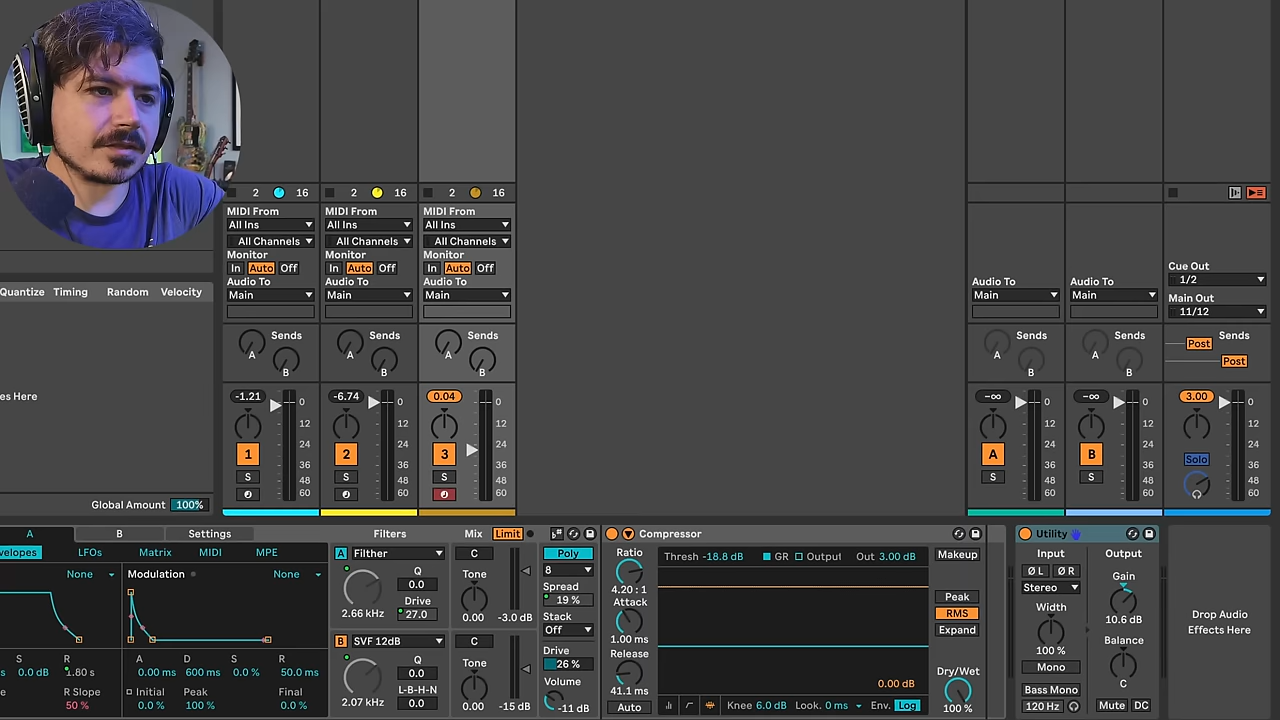 2 16 2 16 2 16
MIDI From MIDI From MIDI From
All Ins All Ins All Ins
All Channels All Channels All Channels
Monitor Monitor Monitor
In Auto Off In Auto Off In Auto Off
Audio To Audio To Audio To Audio To Audio To
Main Main Main Main Main
Cue Out
1/2
Main Out
11/12
Quantize Timing Random Velocity
Sends Sends Sends Sends Sends Sends
A A A A A Post
B B B B B Post
es Here
-1.21 -6.74 0.04 -∞ -∞ 3.00
0 0 0 0 0 0
12 12 12 12 12 12
24 24 24 24 24 24
1 2 3 A B Solo
36 36 36 36 36 36
S S S S S
48 48 48 48 48 48
60 60 60 60 60 60
Global Amount 100%
A B Settings
velopes LFOs Matrix MIDI MPE
None Modulation None
S R A D S R
0.0 dB 1.80 s 0.00 ms 600 ms 0.0 % 50.0 ms
R Slope Initial Peak Final
50 % 0.0 % 100 % 0.0 %
Filters Mix Limit
A Filther C
Q Tone
0.0
Drive
2.66 kHz 27.0 0.00 -3.0 dB
B SVF 12dB C
Q Tone
0.0
L-B-H-N
2.07 kHz 0.0 0.00 -15 dB
Poly
8
Spread
19 %
Stack
Off
Drive
26 %
Volume
-11 dB
Compressor
Ratio Thresh -18.8 dB GR Output Out 3.00 dB Makeup
4.20 : 1
Attack Peak
RMS
1.00 ms Expand
Release
Dry/Wet
41.1 ms 0.00 dB
Auto Knee 6.0 dB Look. 0 ms Env. Log 100 %
Utility
Input Output
Ø L Ø R Gain
Stereo
Width 10.6 dB
Balance
100 %
Mono C
Bass Mono
120 Hz Mute DC
Drop Audio
Effects Here